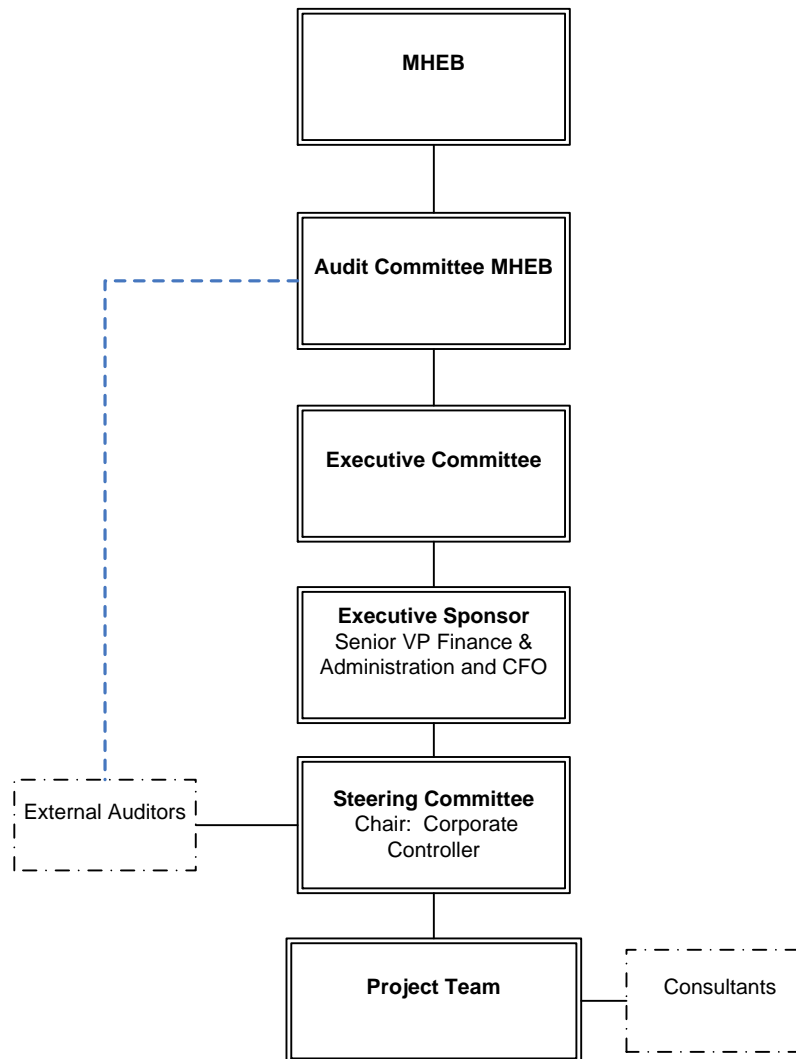 MHEB
Audit Committee MHEB
Executive Committee
Executive Sponsor
Senior VP Finance &
Administration and CFO
External Auditors
Steering Committee
Chair:  Corporate
Controller
Project Team
Consultants